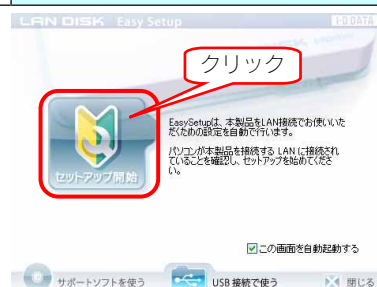 LAN DISK Easy Setup
I-O DATA
クリック
EasySetupは、本製品をLAN接続でお使いいた
だくための設定を自動で行います。
パソコンが本製品を接続する LAN に接続され
ていることを確認し、セットアップを始めてくださ
い。
セットアップ開始
この画面を自動起動する
サポートソフトを使う
USB 接続で使う
閉じる